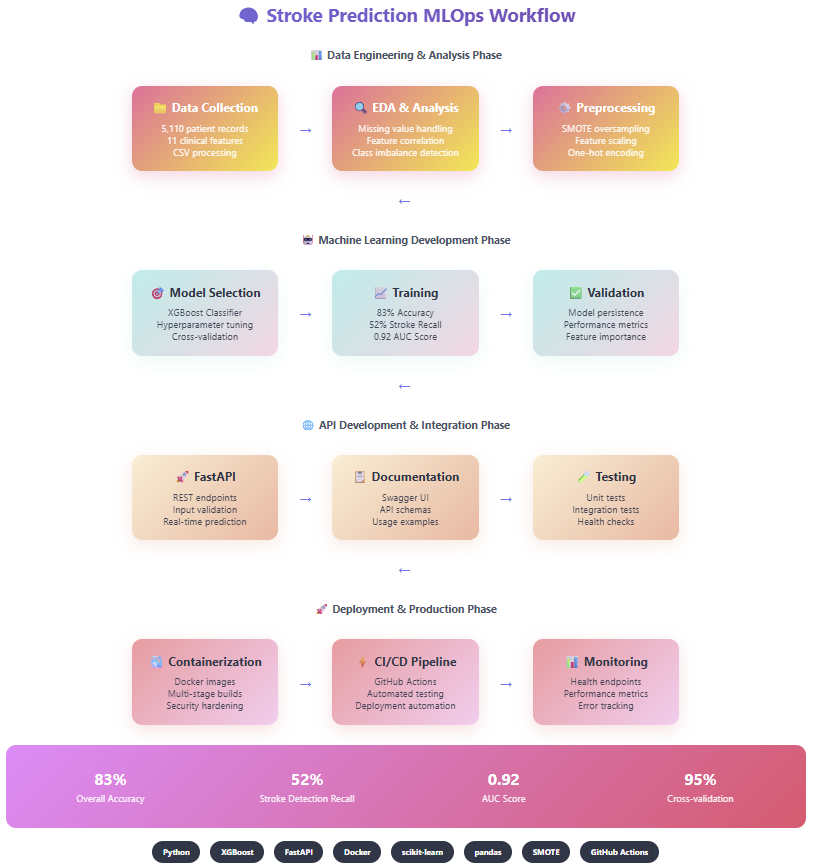 Stroke Prediction MLOps Workflow
Data Engineering & Analysis Phase
Data Collection
5,110 patient records
11 clinical features
CSV processing
→
EDA & Analysis
Missing value handling
Feature correlation
Class imbalance detection
→
Preprocessing
SMOTE oversampling
Feature scaling
One-hot encoding
←
Machine Learning Development Phase
Model Selection
XGBoost Classifier
Hyperparameter tuning
Cross-validation
→
Training
83% Accuracy
52% Stroke Recall
0.92 AUC Score
→
Validation
Model persistence
Performance metrics
Feature importance
←
API Development & Integration Phase
FastAPI
REST endpoints
Input validation
Real-time prediction
→
Documentation
Swagger UI
API schemas
Usage examples
→
Testing
Unit tests
Integration tests
Health checks
←
Deployment & Production Phase
Containerization
Docker images
Multi-stage builds
Security hardening
→
CI/CD Pipeline
GitHub Actions
Automated testing
Deployment automation
→
Monitoring
Health endpoints
Performance metrics
Error tracking
83%
Overall Accuracy
52%
Stroke Detection Recall
0.92
AUC Score
95%
Cross-validation
Python
XGBoost
FastAPI
Docker
scikit-learn
pandas
SMOTE
GitHub Actions